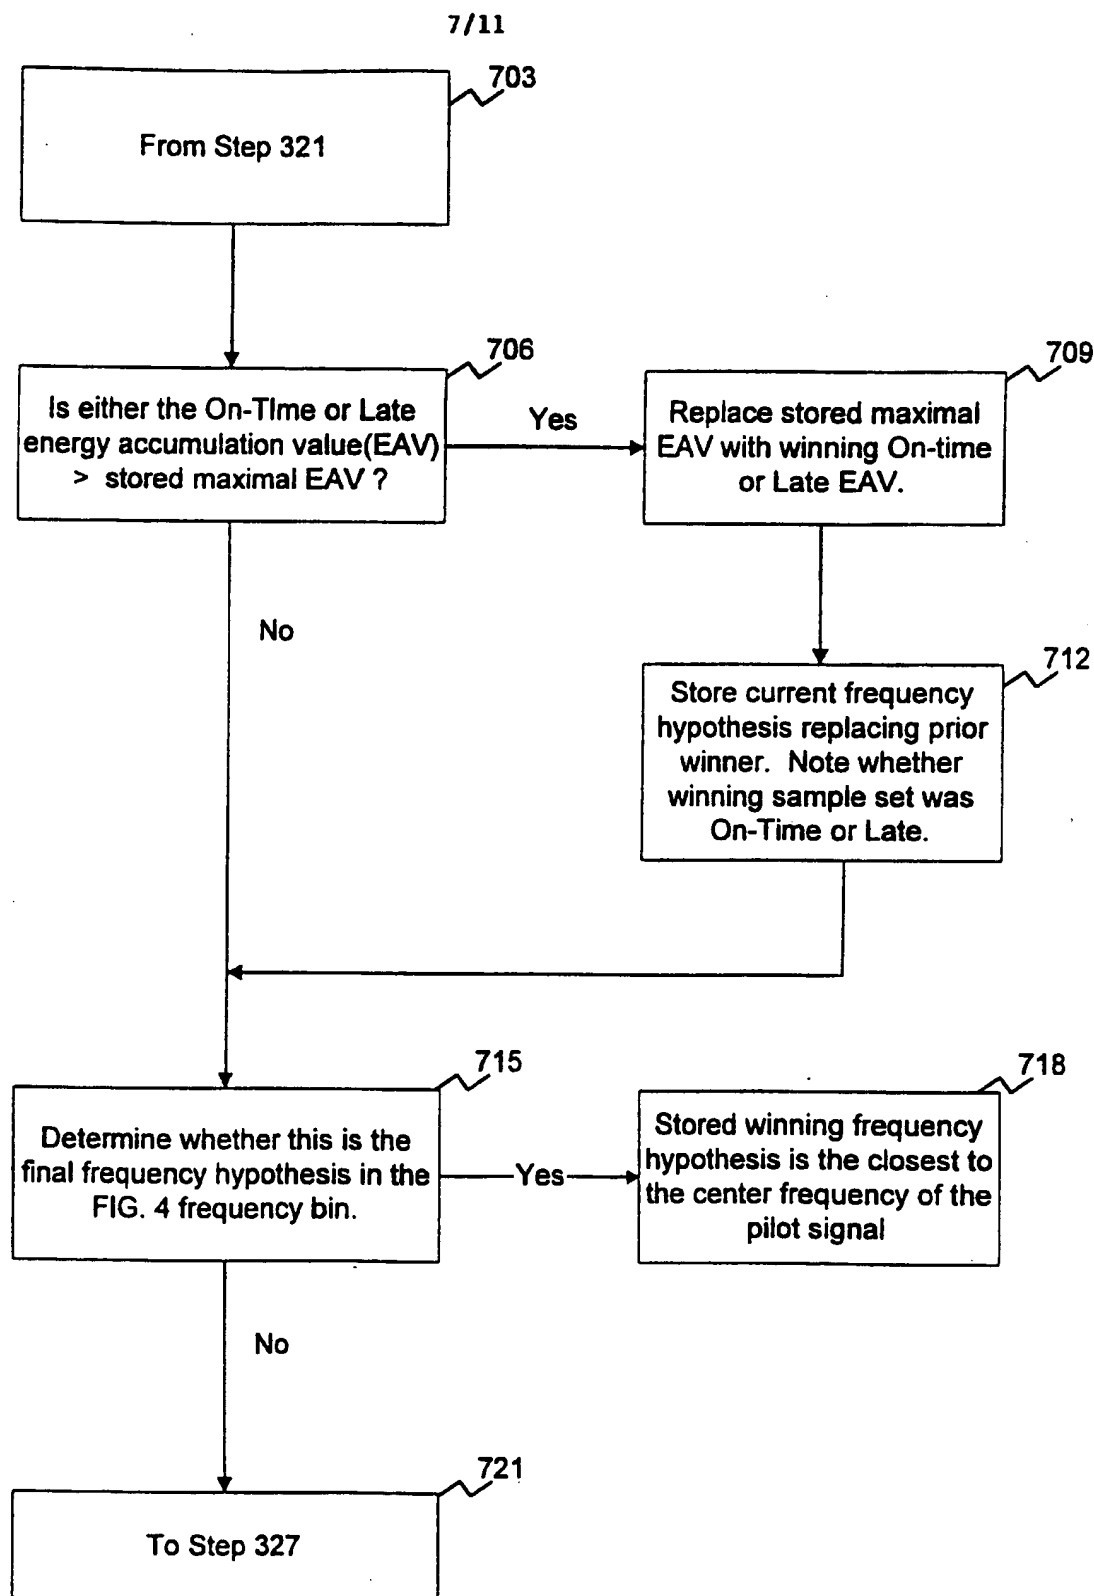 7/11
703
From Step 321
706
Is either the On-TIme or Late
energy accumulation value(EAV)
> stored maximal EAV ?
Yes
709
Replace stored maximal
EAV with winning On-time
or Late EAV.
No
712
Store current frequency
hypothesis replacing prior
winner. Note whether
winning sample set was
On-Time or Late.
715
Determine whether this is the
final frequency hypothesis in the
FIG. 4 frequency bin.
Yes
718
Stored winning frequency
hypothesis is the closest to
the center frequency of the
pilot signal
No
721
To Step 327